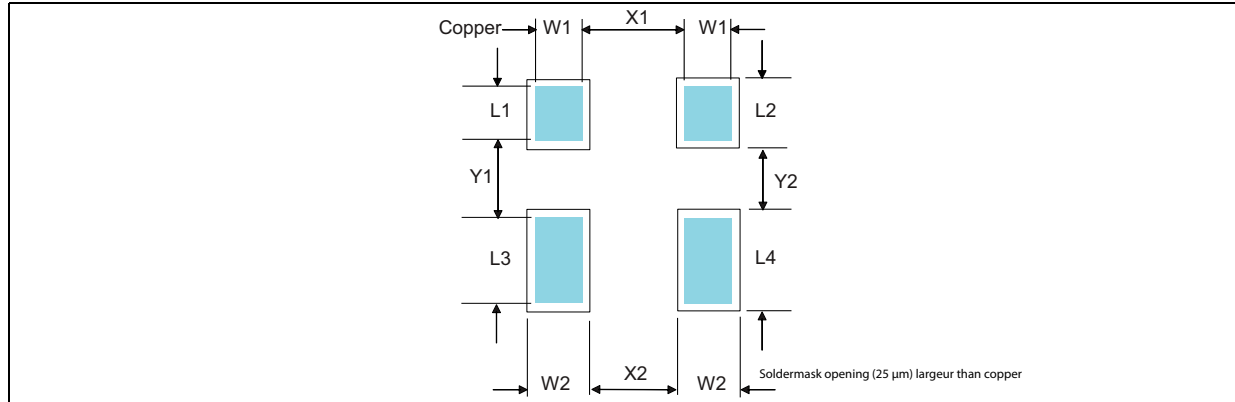 Copper W1 X1 W1
L1 L2
Y1 Y2
L3 L4
W2 X2 W2
Soldermask opening (25 µm) largeur than copper